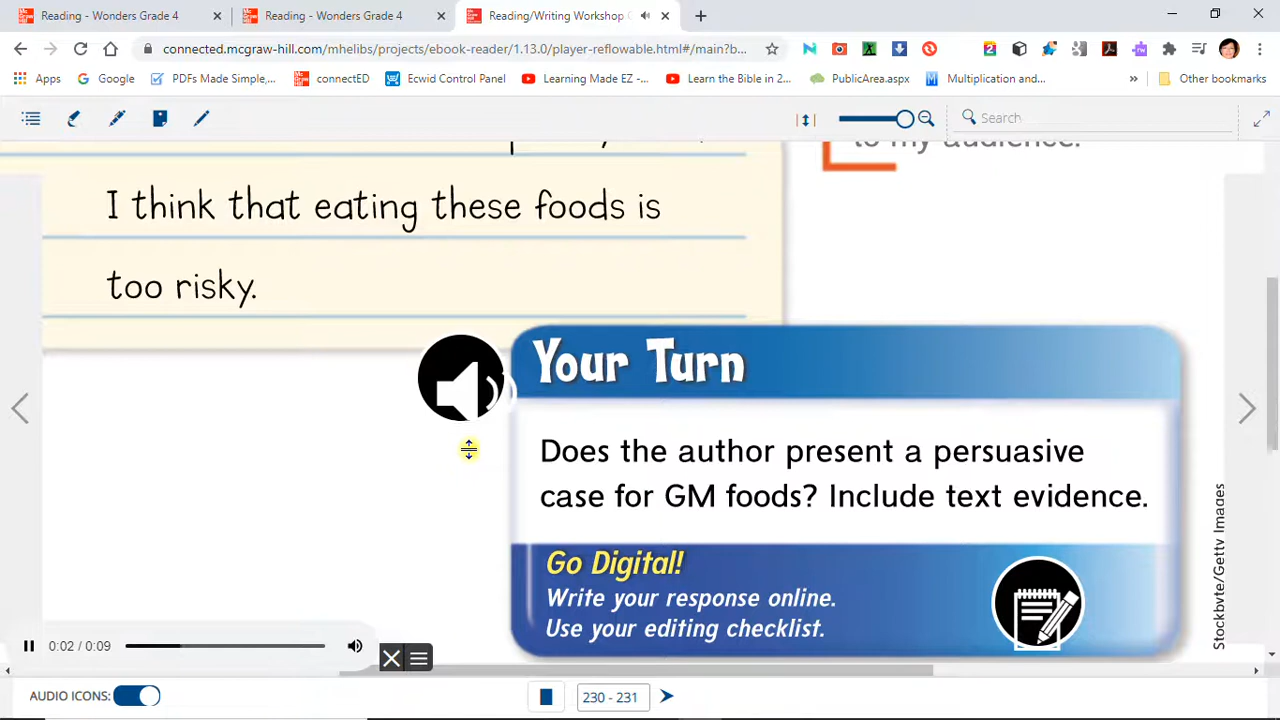 Reading - Wonders Grade 4
Reading - Wonders Grade 4
Reading/Writing Workshop
connected.mcgraw-hill.com/mhelibs/projects/ebook-reader/1.13.0/player-reflowable.html#/main?b...
Apps
Google
PDFs Made Simple,...
connectED
Ecwid Control Panel
Learning Made EZ -...
Learn the Bible in 2...
PublicArea.aspx
Multiplication and...
Other bookmarks
Search
to my audience.
I think that eating these foods is
too risky.
Your Turn
Does the author present a persuasive
case for GM foods? Include text evidence.
Go Digital!
Write your response online.
Use your editing checklist.
Stockbyte/Getty Images
0:02 / 0:09
AUDIO ICONS:
230 - 231